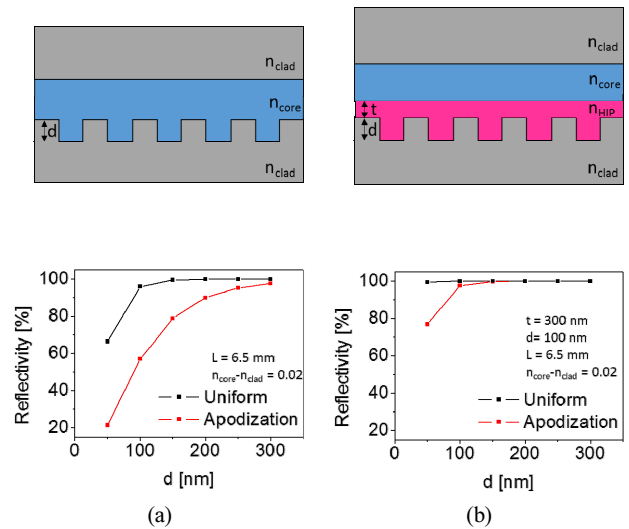 n_clad
n_core
d
n_clad
n_clad
n_core
t
n_HIP
d
n_clad
Reflectivity [%]
100
80
60
40
20
L = 6.5 mm
n_core-n_clad = 0.02
Uniform
Apodization
0
100
200
300
d [nm]
(a)
Reflectivity [%]
100
80
60
40
20
t = 300 nm
d= 100 nm
L = 6.5 mm
n_core-n_clad = 0.02
Uniform
Apodization
0
100
200
300
d [nm]
(b)